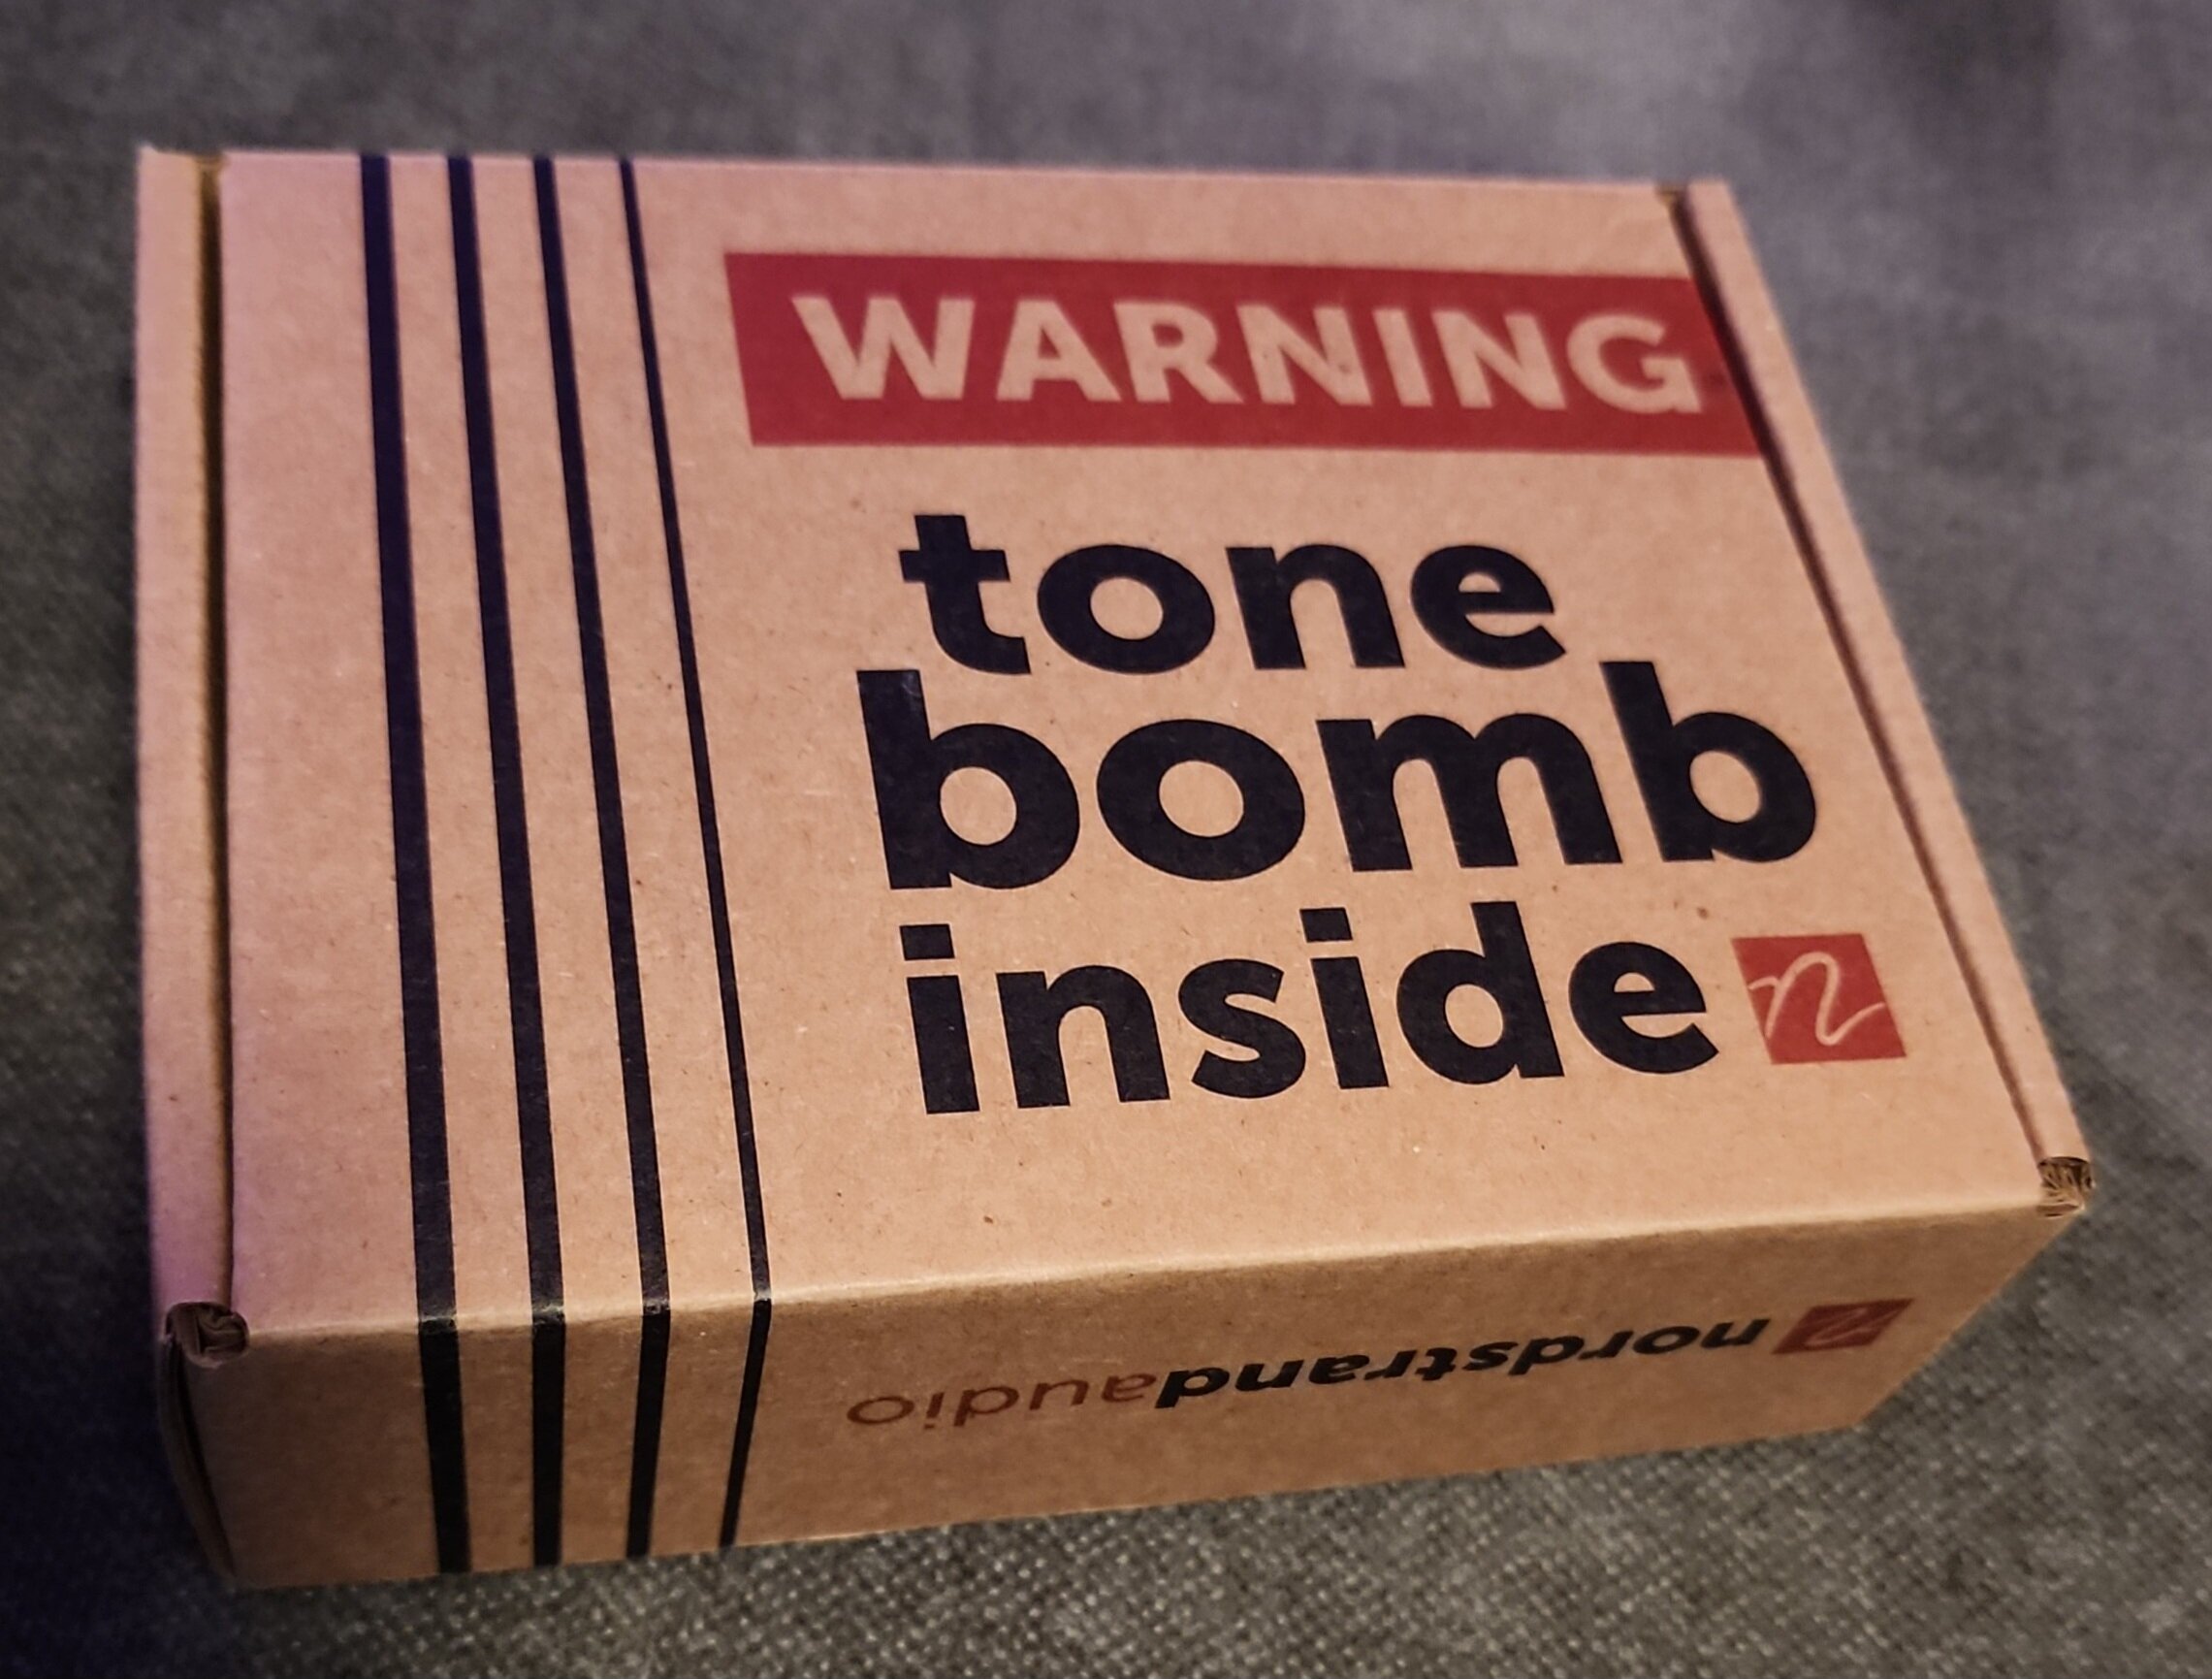 WARNING
tone
bomb
inside n
n nordstrandaudio